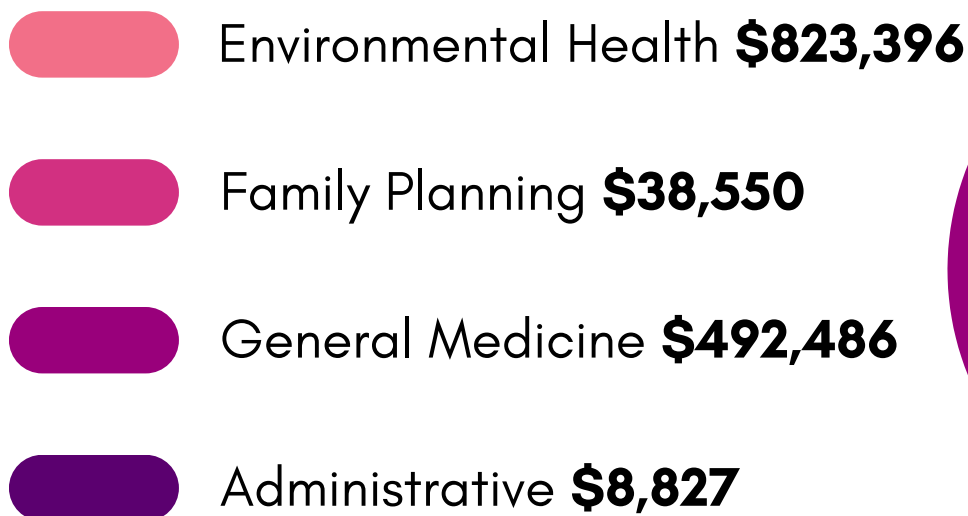 Environmental Health $823,396
Family Planning $38,550
General Medicine $492,486
Administrative $8,827